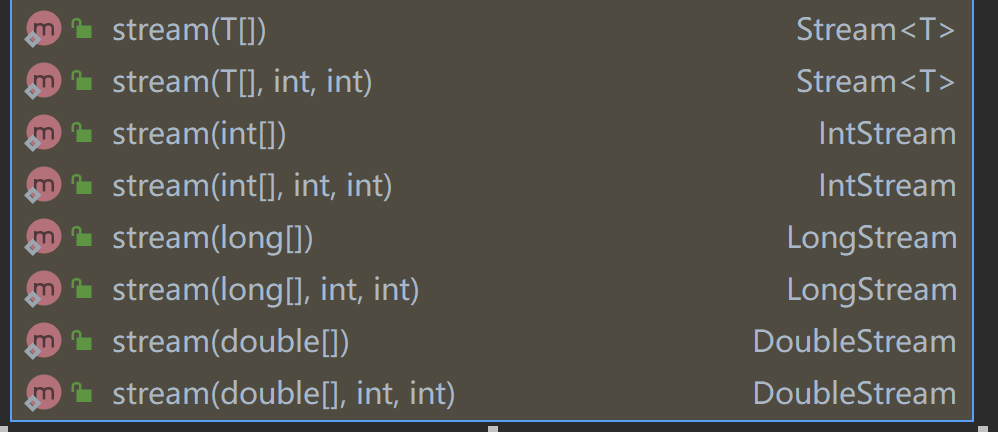 m stream(T[]) Stream<T>
m stream(T[], int, int) Stream<T>
m stream(int[]) IntStream
m stream(int[], int, int) IntStream
m stream(long[]) LongStream
m stream(long[], int, int) LongStream
m stream(double[]) DoubleStream
m stream(double[], int, int) DoubleStream